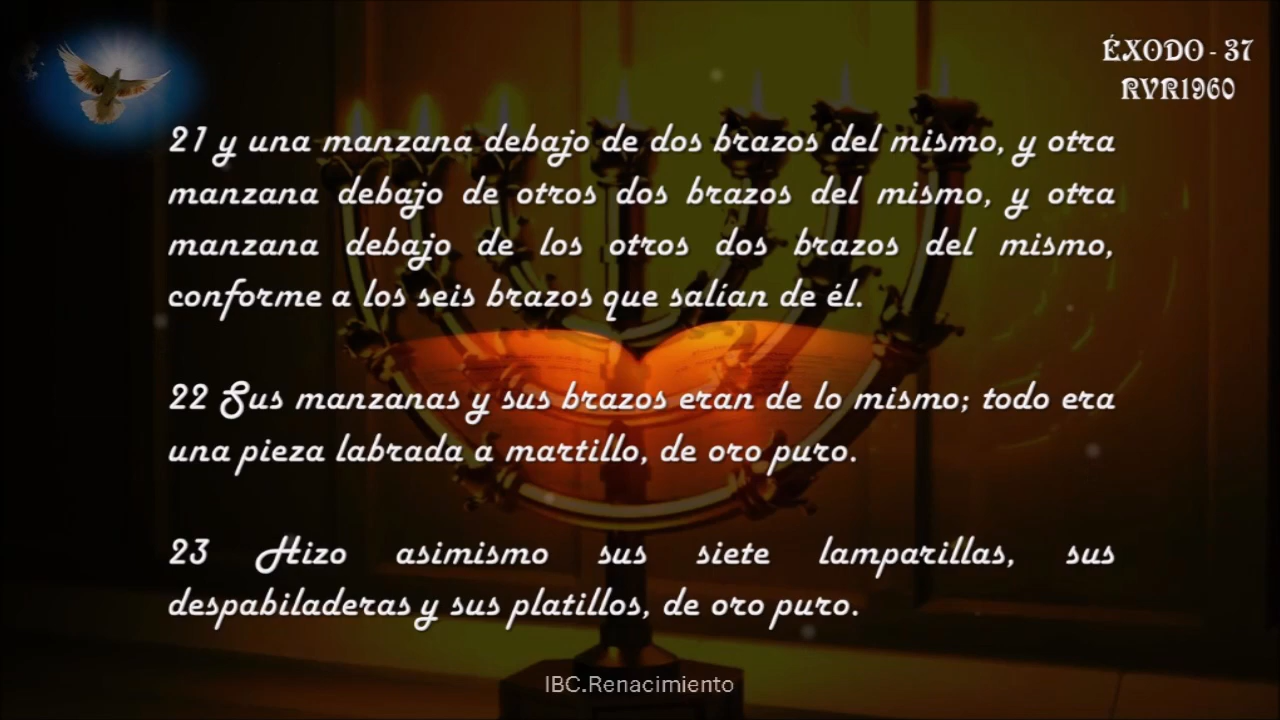 ÉXODO - 37
RVR1960
21 y una manzana debajo de dos brazos del mismo, y otra
manzana debajo de otros dos brazos del mismo, y otra
manzana debajo de los otros dos brazos del mismo,
conforme a los seis brazos que salían de él.
22 Sus manzanas y sus brazos eran de lo mismo; todo era
una pieza labrada a martillo, de oro puro.
23 Hizo asimismo sus siete lamparillas, sus
despabiladeras y sus platillos, de oro puro.
IBC.Renacimiento